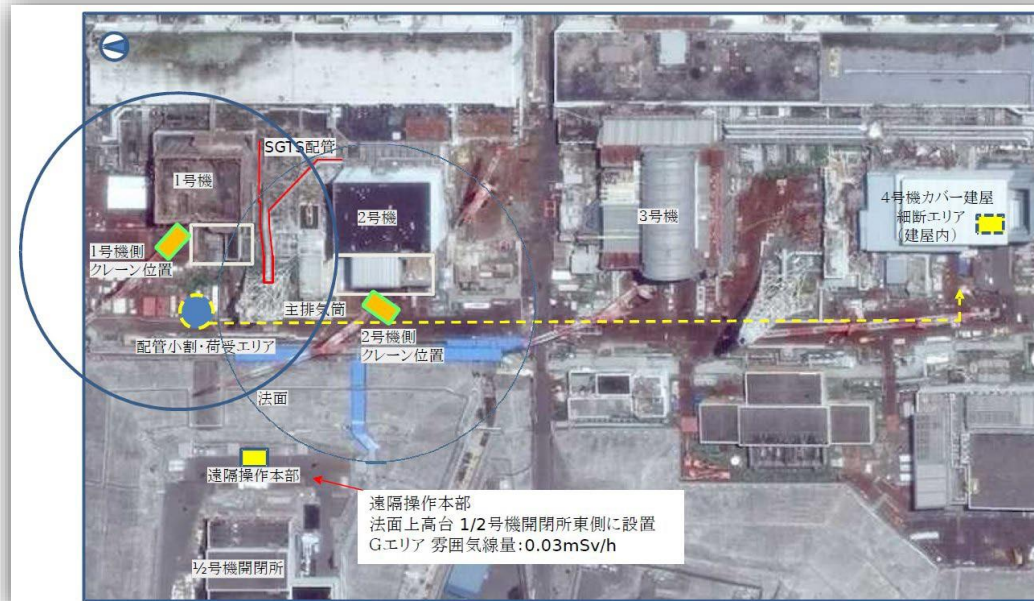 SGTS配管
1号機
2号機
3号機
4号機カバー建屋
細断エリア
(建屋内)
1号機側
クレーン位置
主排気筒
2号機側
クレーン位置
配管小割・荷受エリア
法面
遠隔操作本部
遠隔操作本部
法面上高台 1/2号機開閉所東側に設置
Gエリア 雰囲気線量:0.03mSv/h
½号機開閉所